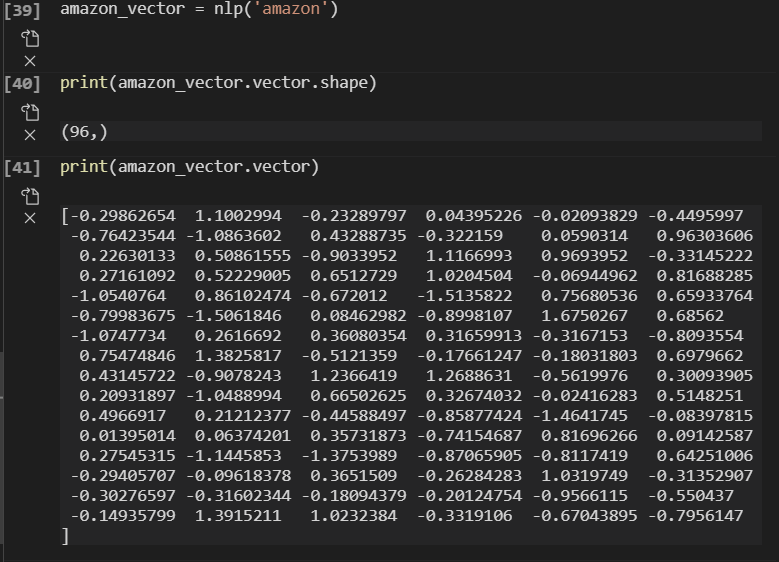 [39] amazon_vector = nlp('amazon')
[40] print(amazon_vector.vector.shape)
(96,)
[41] print(amazon_vector.vector)
[-0.29862654 1.1002994 -0.23289797 0.04395226 -0.02093829 -0.4495997
-0.76423544 -1.0863602 0.43288735 -0.322159 0.0590314 0.96303606
0.22630133 0.50861555 -0.9033952 1.1166993 0.9693952 -0.33145222
0.27161092 0.52229005 0.6512729 1.0204504 -0.06944962 0.81688285
-1.0540764 0.86102474 -0.672012 -1.5135822 0.75680536 0.65933764
-0.79983675 -1.5061846 0.08462982 -0.8998107 1.6750267 0.68562
-1.0747734 0.2616692 0.36080354 0.31659913 -0.3167153 -0.8093554
0.75474846 1.3825817 -0.5121359 -0.17661247 -0.18031803 0.6979662
0.43145722 -0.9078243 1.2366419 1.2688631 -0.5619976 0.30093905
0.20931897 -1.0488994 0.66502625 0.32674032 -0.02416283 0.5148251
0.4966917 0.21212377 -0.44588497 -0.85877424 -1.4641745 -0.08397815
0.01395014 0.06374201 0.35731873 -0.74154687 0.81696266 0.09142587
0.27545315 -1.1445853 -1.3753989 -0.87065905 -0.8117419 0.64251006
-0.29405707 -0.09618378 0.3651509 -0.26284283 1.0319749 -0.31352907
-0.30276597 -0.31602344 -0.18094379 -0.20124754 -0.9566115 -0.550437
-0.14935799 1.3915211 1.0232384 -0.3319106 -0.67043895 -0.7956147
]